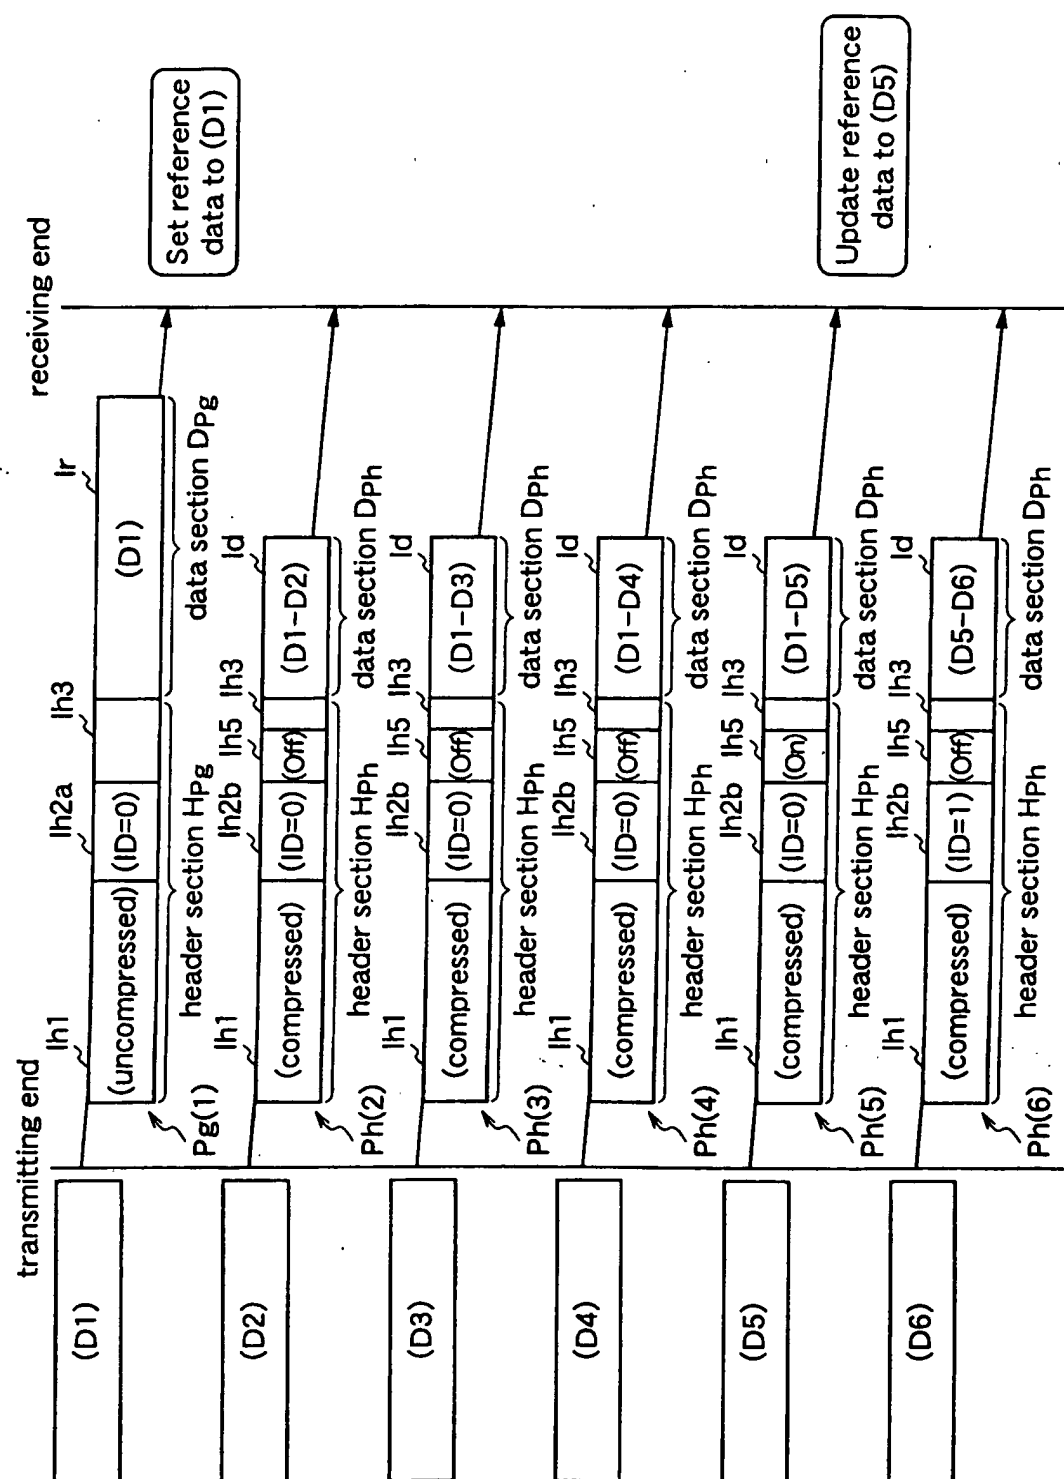 transmitting end
receiving end
(D1)
Pg(1)
Ih1
Ih2a
Ih3
Ir
(uncompressed)
(ID=0)
(D1)
header section HPg
data section DPg
Set reference
data to (D1)
(D2)
Ph(2)
Ih1
Ih2b
Ih5
Ih3
Id
(compressed)
(ID=0)
(Off)
(D1-D2)
header section HPh
data section DPh
(D3)
Ph(3)
Ih1
Ih2b
Ih5
Ih3
Id
(compressed)
(ID=0)
(Off)
(D1-D3)
header section HPh
data section DPh
(D4)
Ph(4)
Ih1
Ih2b
Ih5
Ih3
Id
(compressed)
(ID=0)
(Off)
(D1-D4)
header section HPh
data section DPh
(D5)
Ph(5)
Ih1
Ih2b
Ih5
Ih3
Id
(compressed)
(ID=0)
(On)
(D1-D5)
header section HPh
data section DPh
Update reference
data to (D5)
(D6)
Ph(6)
Ih1
Ih2b
Ih5
Ih3
Id
(compressed)
(ID=1)
(Off)
(D5-D6)
header section HPh
data section DPh